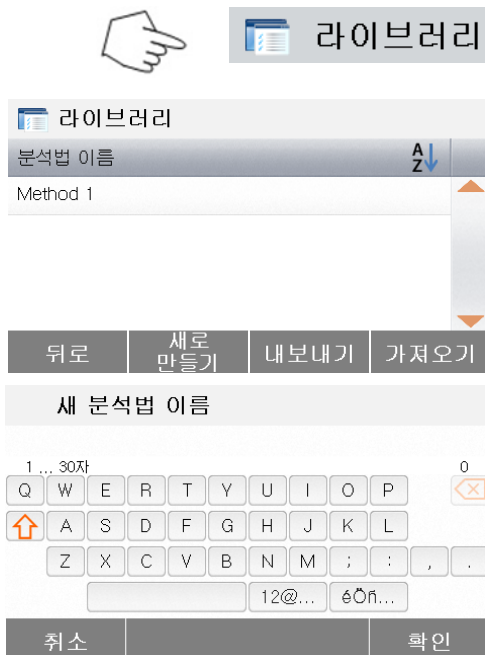 라이브러리
라이브러리
분석법 이름 A Z
Method 1
뒤로 새로 만들기 내보내기 가져오기
새 분석법 이름
1 ... 30자 0
Q W E R T Y U I O P
A S D F G H J K L
Z X C V B N M ; : , .
12@... éÖñ...
취소 확인